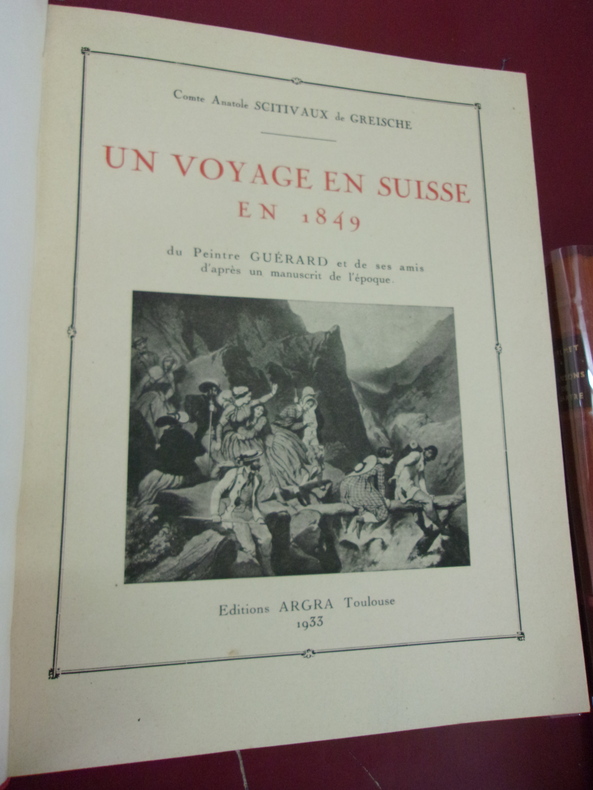 Comte Anatole SCITIVAUX de GREISCHE
UN VOYAGE EN SUISSE
EN 1849
du Peintre GUÉRARD et de ses amis
d'après un manuscrit de l'époque.
Editions ARGRA Toulouse
1933